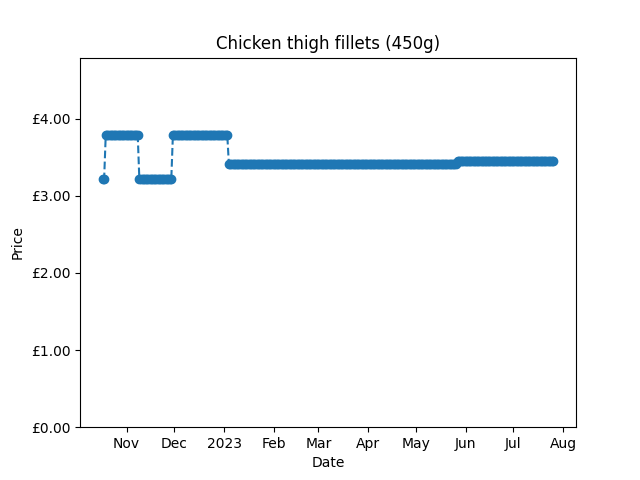 Chicken thigh fillets (450g)
£4.00
£3.00
£2.00
£1.00
£0.00
Price
Nov Dec 2023 Feb Mar Apr May Jun Jul Aug
Date